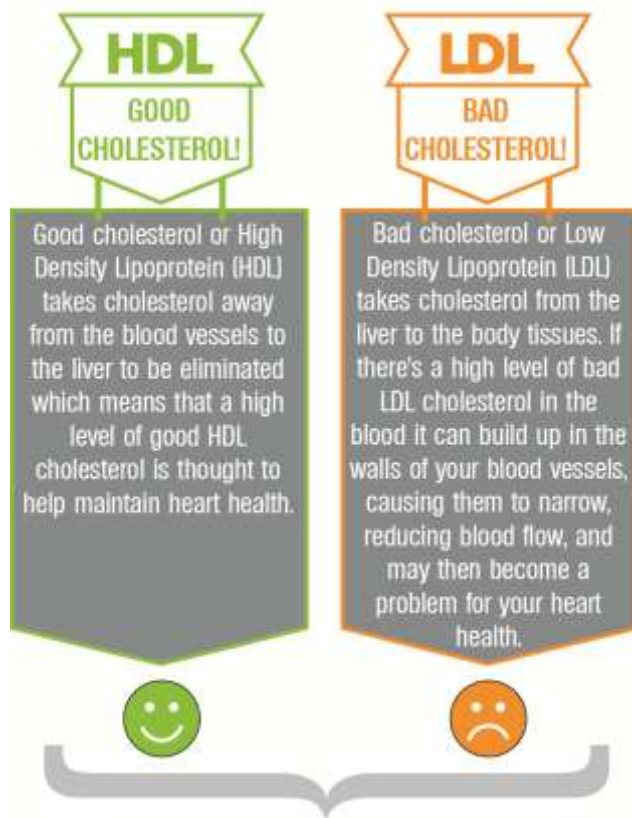 HDL
GOOD
CHOLESTEROL!
Good cholesterol or High
Density Lipoprotein (HDL)
takes cholesterol away
from the blood vessels to
the liver to be eliminated
which means that a high
level of good HDL
cholesterol is thought to
help maintain heart health.
LDL
BAD
CHOLESTEROL!
Bad cholesterol or Low
Density Lipoprotein (LDL)
takes cholesterol from the
liver to the body tissues. If
there's a high level of bad
LDL cholesterol in the
blood it can build up in the
walls of your blood vessels,
causing them to narrow,
reducing blood flow, and
may then become a
problem for your heart
health.